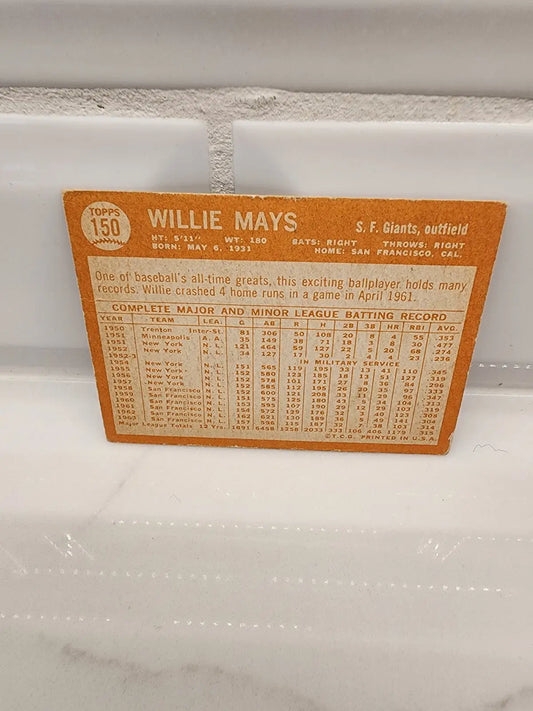 TOPPS
150
WILLIE MAYS
S. F. Giants, outfield
HT: 5'11" WT: 180 BATS: RIGHT THROWS: RIGHT
BORN: MAY 6, 1931 HOME: SAN FRANCISCO, CAL.
One of baseball's all-time greats, this exciting ballplayer holds many
records. Willie crashed 4 home runs in a game in April 1961.
COMPLETE MAJOR AND MINOR LEAGUE BATTING RECORD
YEAR TEAM LEA. G AB R H 2B 3B HR RBI AVG.
1950 Trenton Inter-St. 81 306 50 108 20 8 4 55 .353
1951 Minneapolis A. A. 35 149 38 71 18 3 8 30 .477
1951 New York N. L. 121 464 59 127 22 5 20 68 .274
1952 New York N. L. 34 127 17 30 2 4 4 23 .236
1952-3 IN MILITARY SERVICE
1954 New York N. L. 151 565 119 195 33 13 41 110 .345
1955 New York N. L. 152 580 123 185 18 13 51 127 .319
1956 New York N. L. 152 578 101 171 27 8 36 84 .296
1957 New York N. L. 152 585 112 195 26 20 35 97 .333
1958 San Francisco N. L. 152 600 121 208 33 11 29 96 .347
1959 San Francisco N. L. 151 575 125 180 43 5 34 104 .313
1960 San Francisco N. L. 153 595 107 190 29 12 29 103 .319
1961 San Francisco N. L. 154 572 129 176 32 3 40 123 .308
1962 San Francisco N. L. 162 621 130 189 36 5 49 141 .304
1963 San Francisco N. L. 157 596 115 187 32 7 38 103 .314
Major League Totals 12 Yrs. 1691 6458 1258 2033 333 106 406 1179 .315
©T.C.G. PRINTED IN U.S.A.